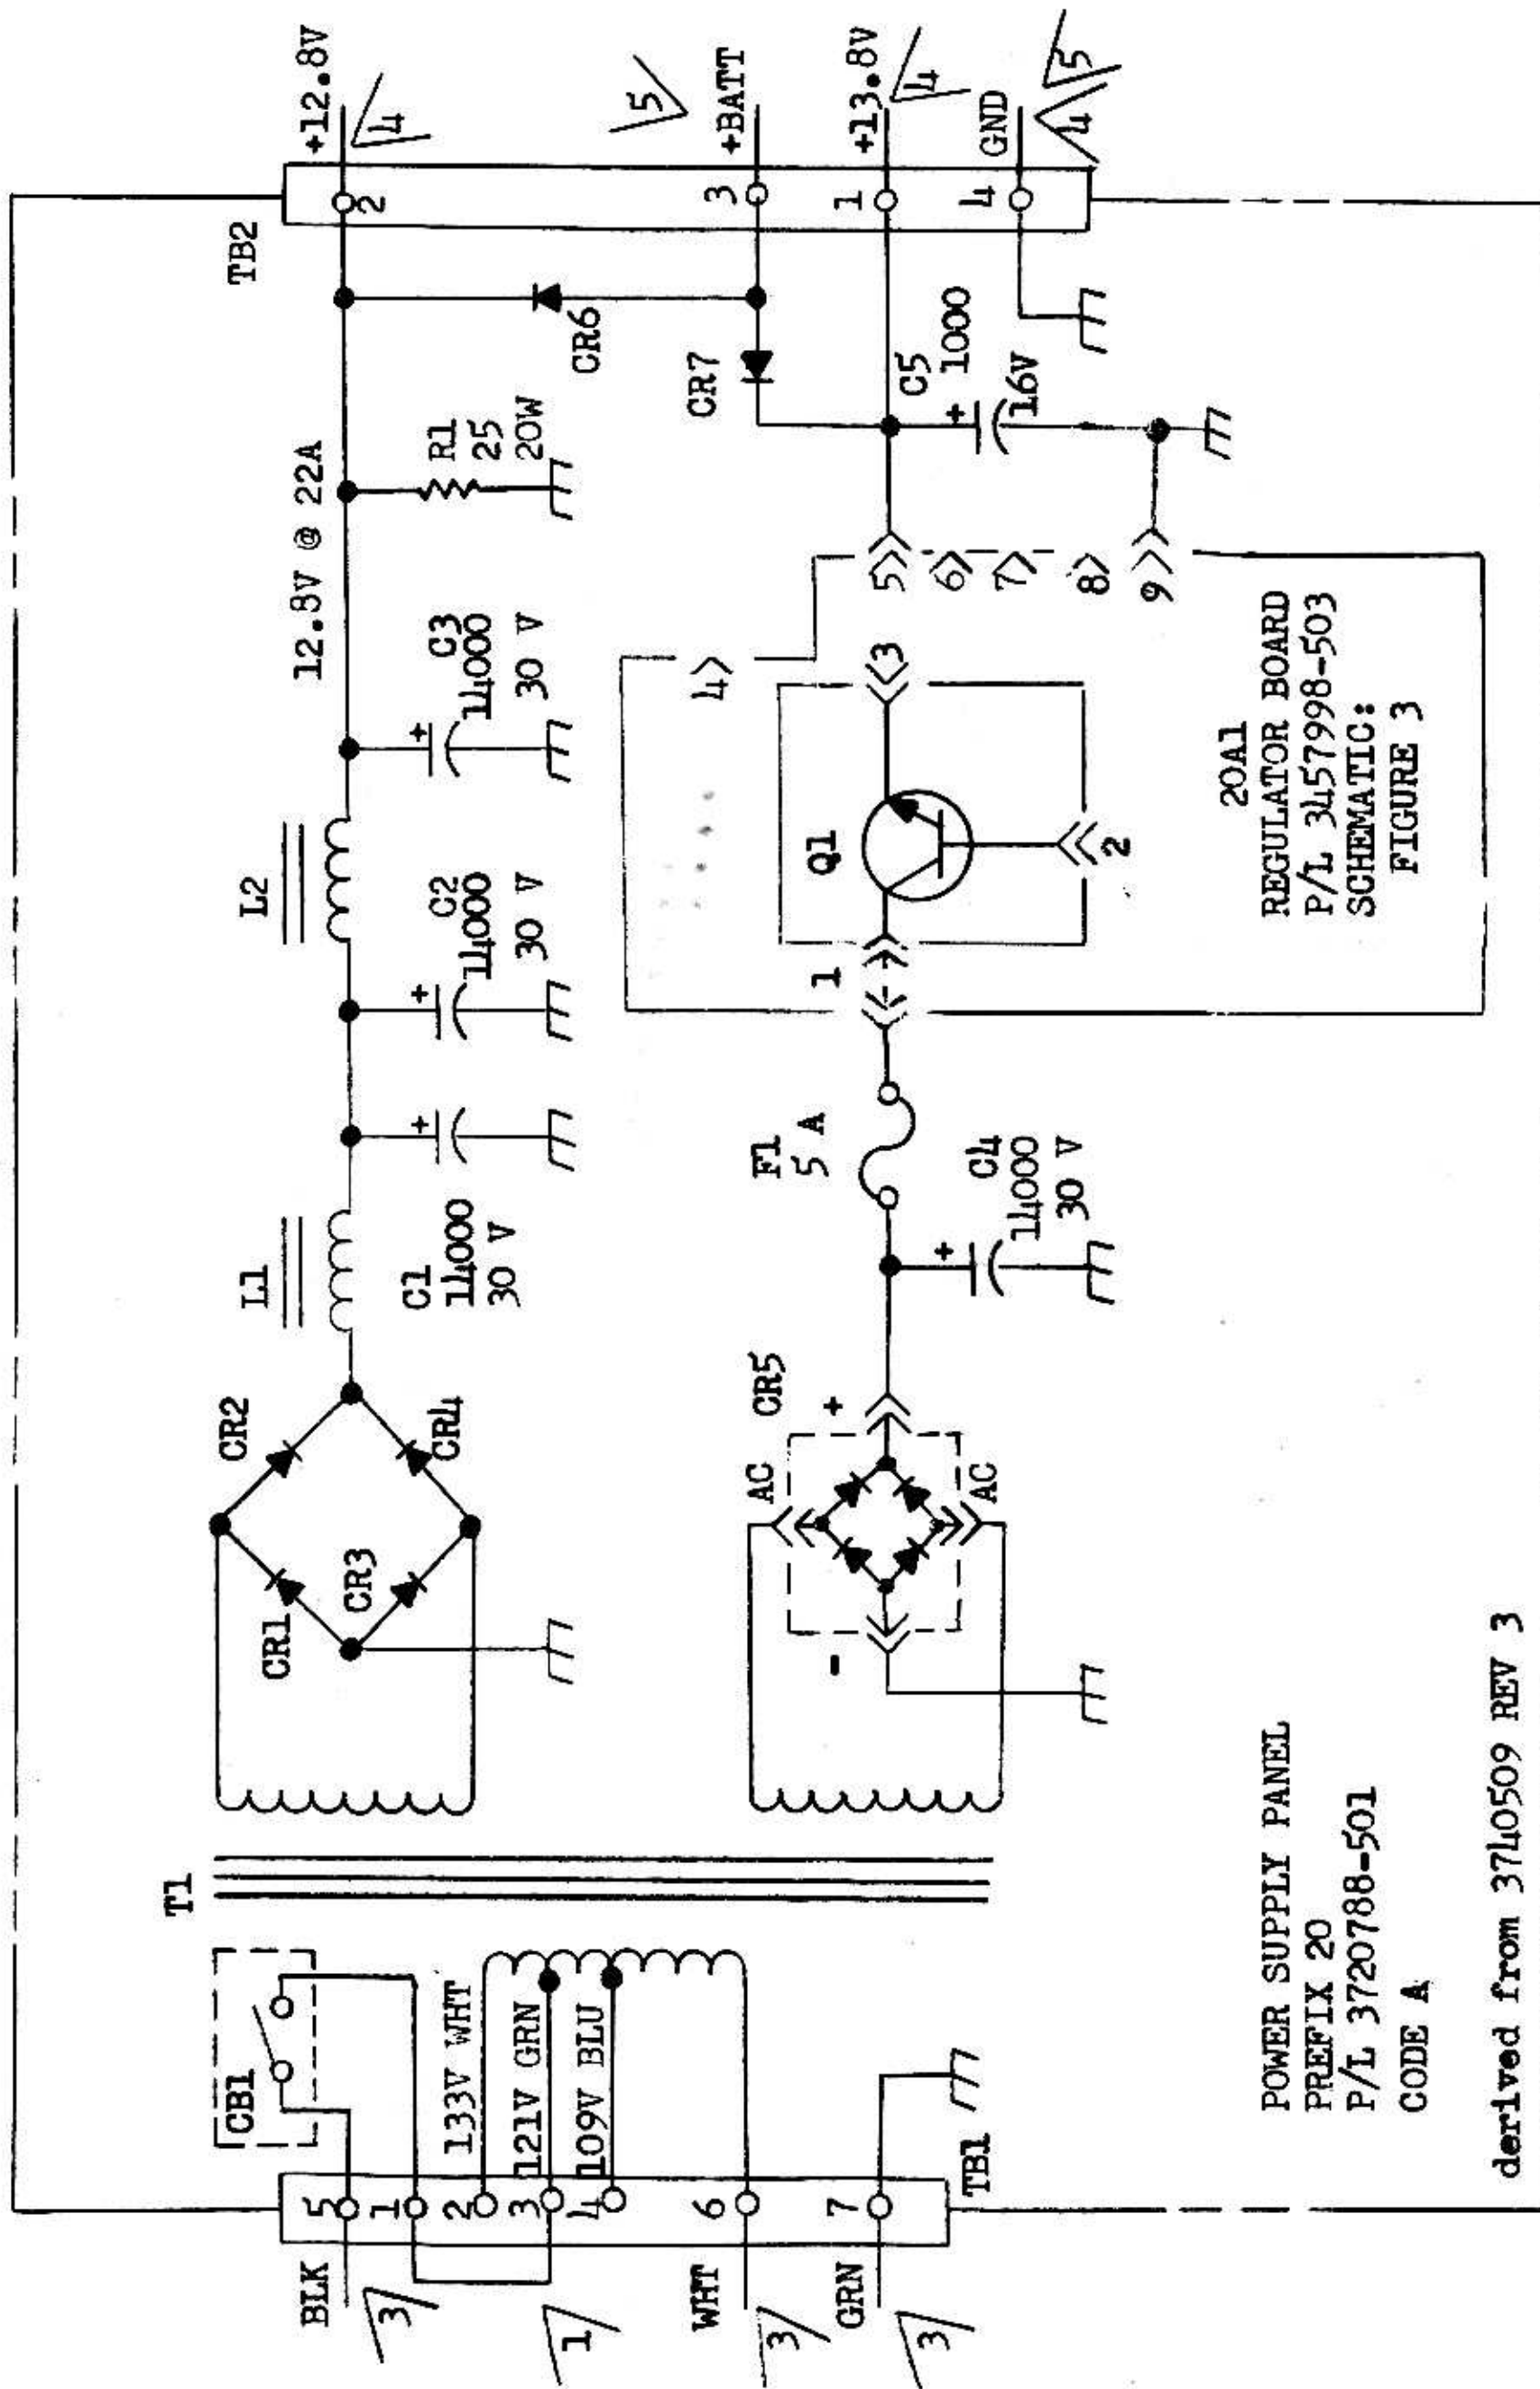 BLK
3
1
WHT
3
GRN
3
5
1
2
3
4
6
7
TB1
CB1
133V WHT
121V GRN
109V BLU
T1
CR1
CR2
CR3
CR4
L1
C1
14000
30 V
+
+
C2
14000
30 V
L2
+
C3
14000
30 V
12.8V @ 22A
R1
25
20W
CR6
CR7
TB2
2
3
1
4
+12.8V
4
5
+BATT
+13.8V
4
GND
4
5
CR5
AC
AC
-
+
+
C4
14000
30 V
F1
5 A
1
Q1
2
3
4
5
6
7
8
9
+
C5
1000
16V
20A1
REGULATOR BOARD
P/L 3457998-503
SCHEMATIC:
FIGURE 3
POWER SUPPLY PANEL
PREFIX 20
P/L 3720788-501
CODE A
derived from 3740509 REV 3